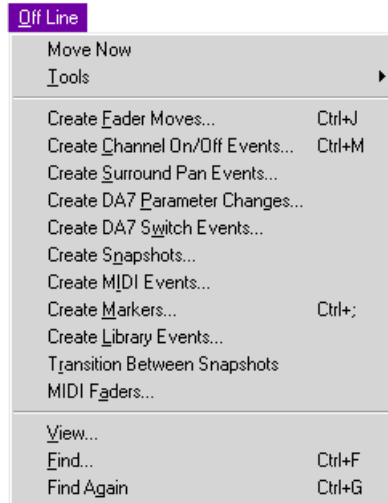 Off Line
Move Now
Tools
Create Fader Moves... Ctrl+J
Create Channel On/Off Events... Ctrl+M
Create Surround Pan Events...
Create DA7 Parameter Changes...
Create DA7 Switch Events...
Create Snapshots...
Create MIDI Events...
Create Markers... Ctrl+;
Create Library Events...
Transition Between Snapshots
MIDI Faders...
View...
Find... Ctrl+F
Find Again Ctrl+G